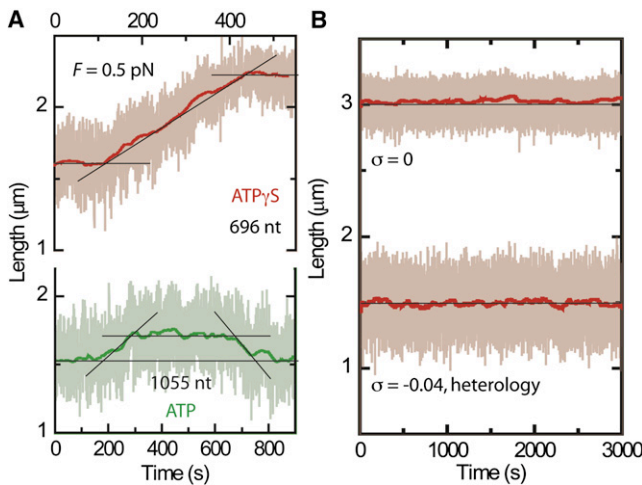 A
B
0 200 400
F = 0.5 pN
2
1
ATPγS
696 nt
2
1
1055 nt
ATP
0 200 400 600 800
Time (s)
Length (μm)
3
2
1
σ = 0
σ = -0.04, heterology
0 1000 2000 3000
Time (s)
Length (μm)